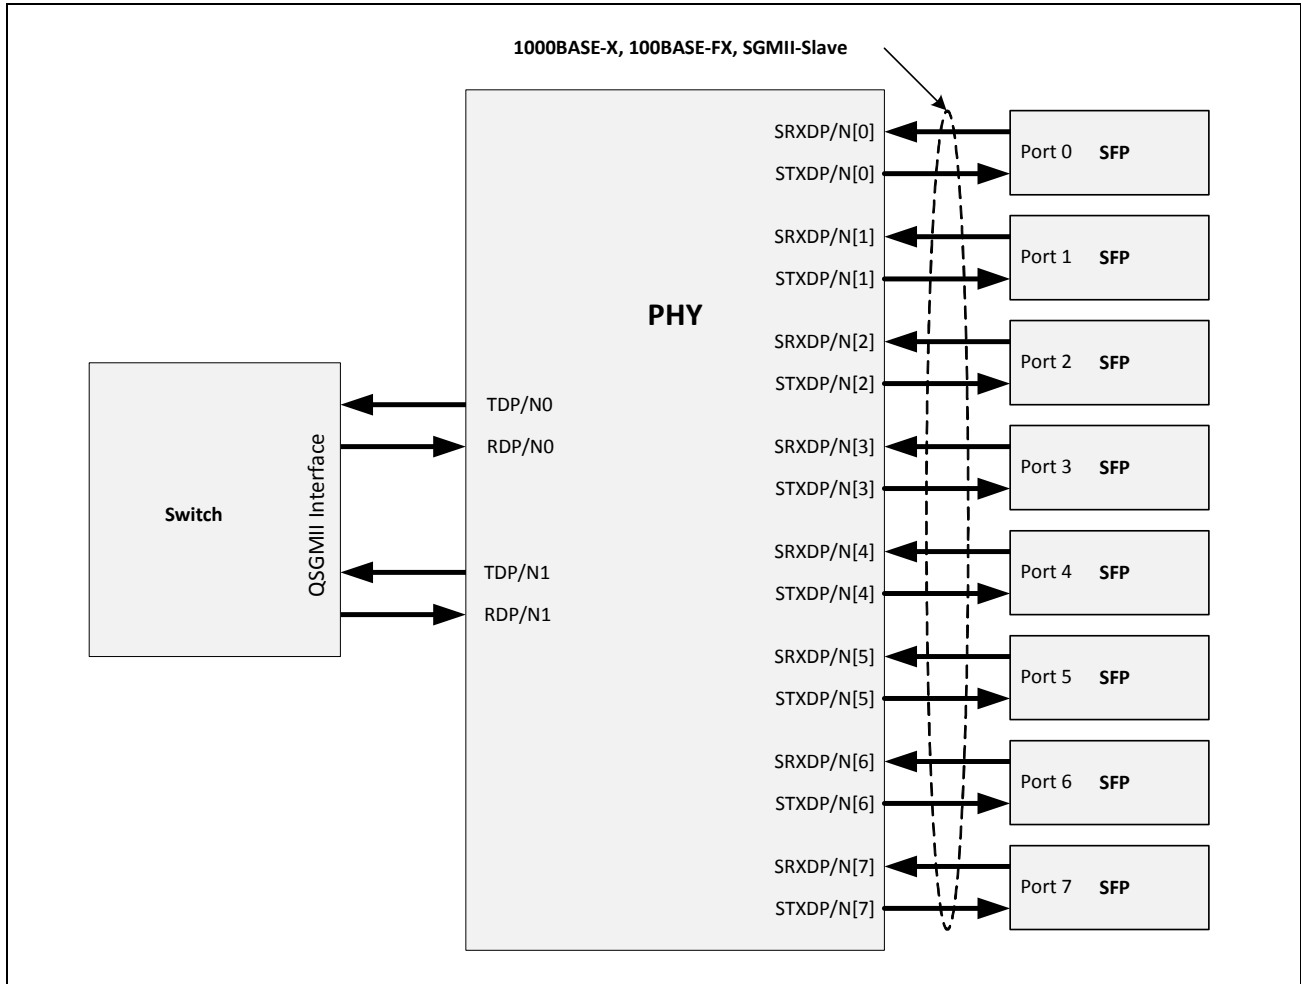 1000BASE-X, 100BASE-FX, SGMII-Slave
SRXDP/N[0]
STXDP/N[0]
Port 0 SFP
SRXDP/N[1]
STXDP/N[1]
Port 1 SFP
PHY
SRXDP/N[2]
STXDP/N[2]
Port 2 SFP
TDP/N0
RDP/N0
SRXDP/N[3]
STXDP/N[3]
Port 3 SFP
Switch
QSGMII Interface
TDP/N1
RDP/N1
SRXDP/N[4]
STXDP/N[4]
Port 4 SFP
SRXDP/N[5]
STXDP/N[5]
Port 5 SFP
SRXDP/N[6]
STXDP/N[6]
Port 6 SFP
SRXDP/N[7]
STXDP/N[7]
Port 7 SFP